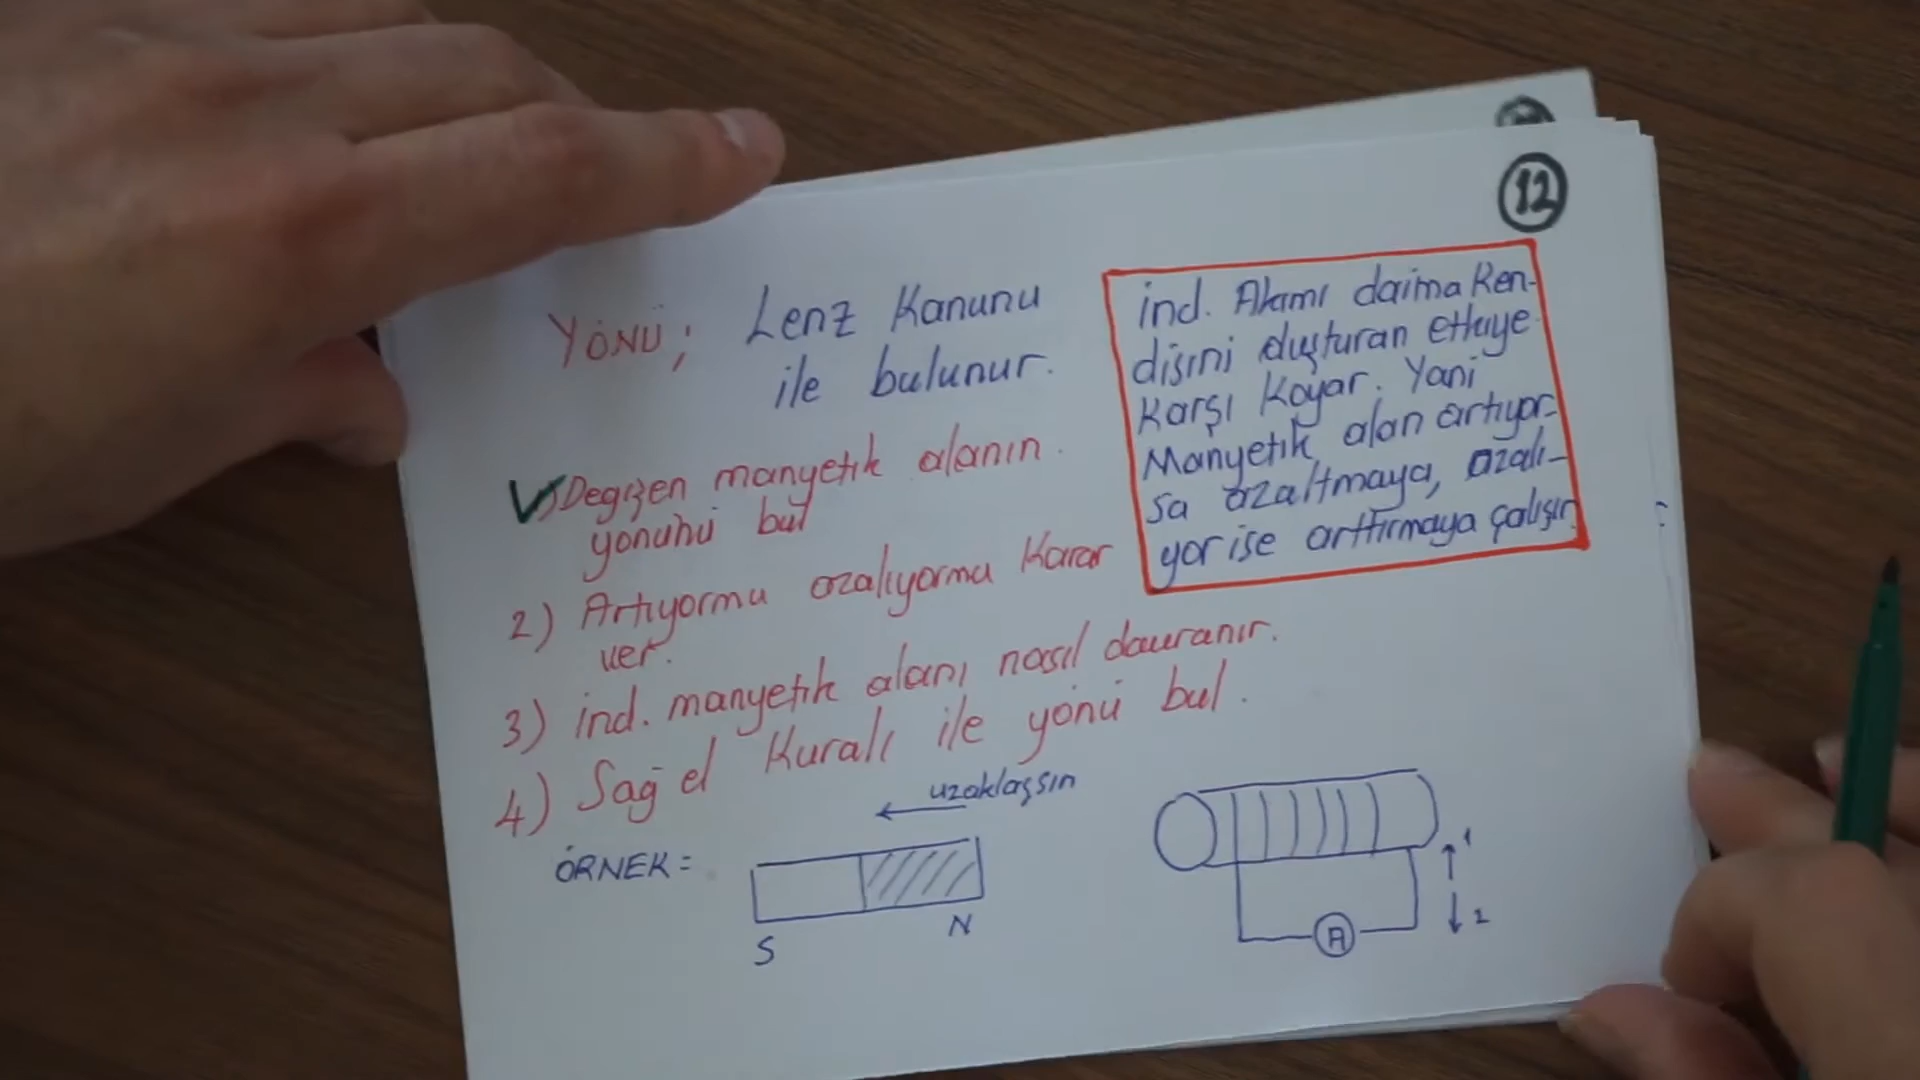 12
YÖNÜ; Lenz Kanunu
ile bulunur.
ind. Akımı daima Ken-
disini oluşturan etkiye
Karşı Koyar. Yani
Manyetik alan artıyor-
sa azaltmaya, azalı-
yor ise arttırmaya çalışır
Değişen manyetik alanın
yönünü bul
2) Artıyormu azalıyormu Karar
ver.
3) ind. manyetik alanı nasıl davranır.
4) Sağ el Kuralı ile yönü bul.
uzaklaşsın
ÖRNEK =
S
N
A
1
2